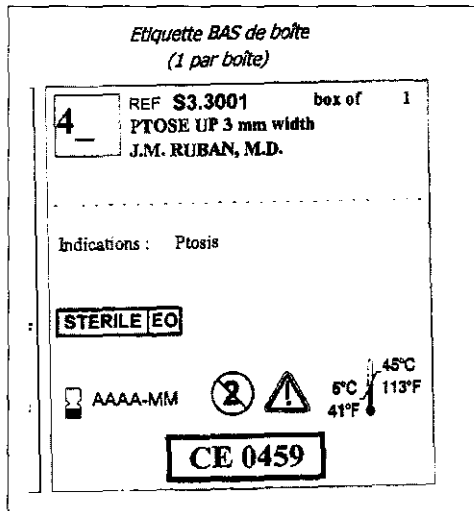 Etiquette BAS de boîte
(1 par boîte)
4_
REF S3.3001 box of 1
PTOSE UP 3 mm width
J.M. RUBAN, M.D.
Indications : Ptosis
STERILE EO
AAAA-MM
2
45°C
5°C 113°F
41°F
CE 0459